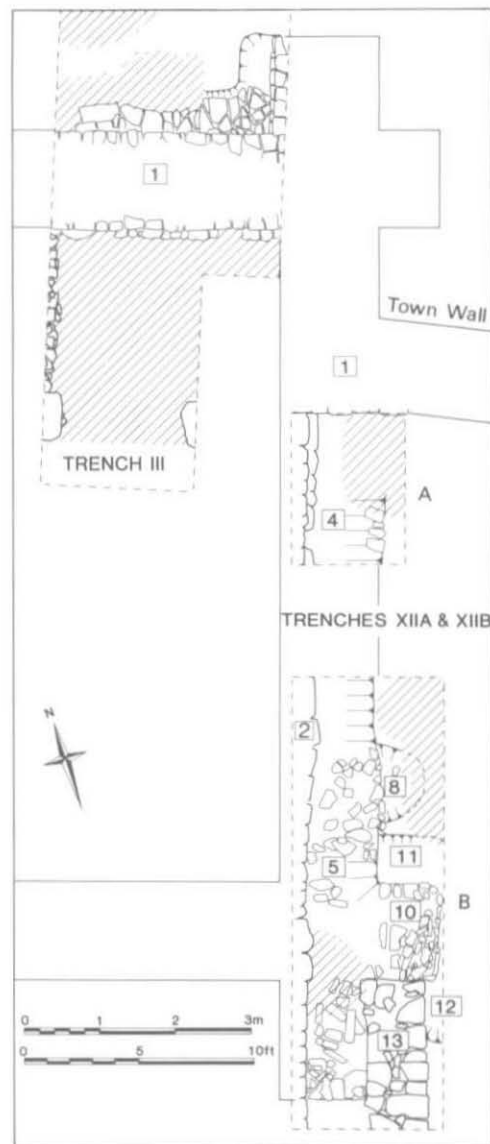 1
Town Wall
1
TRENCH III
4
A
TRENCHES XIIA & XIIB
N
2
8
5
11
10
B
12
13
0 1 2 3m
0 5 10ft